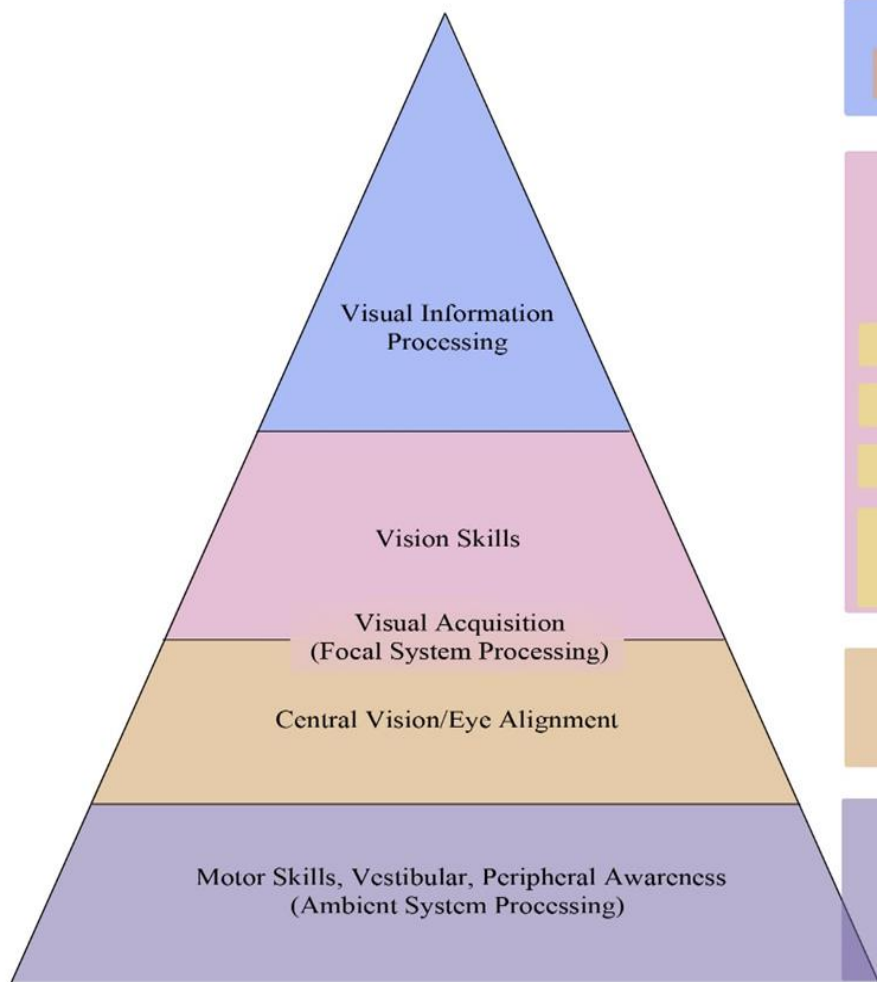 Visual Information
Processing
Vision Skills
Visual Acquisition
(Focal System Processing)
Central Vision/Eye Alignment
Motor Skills, Vestibular, Peripheral Awareness
(Ambient System Processing)